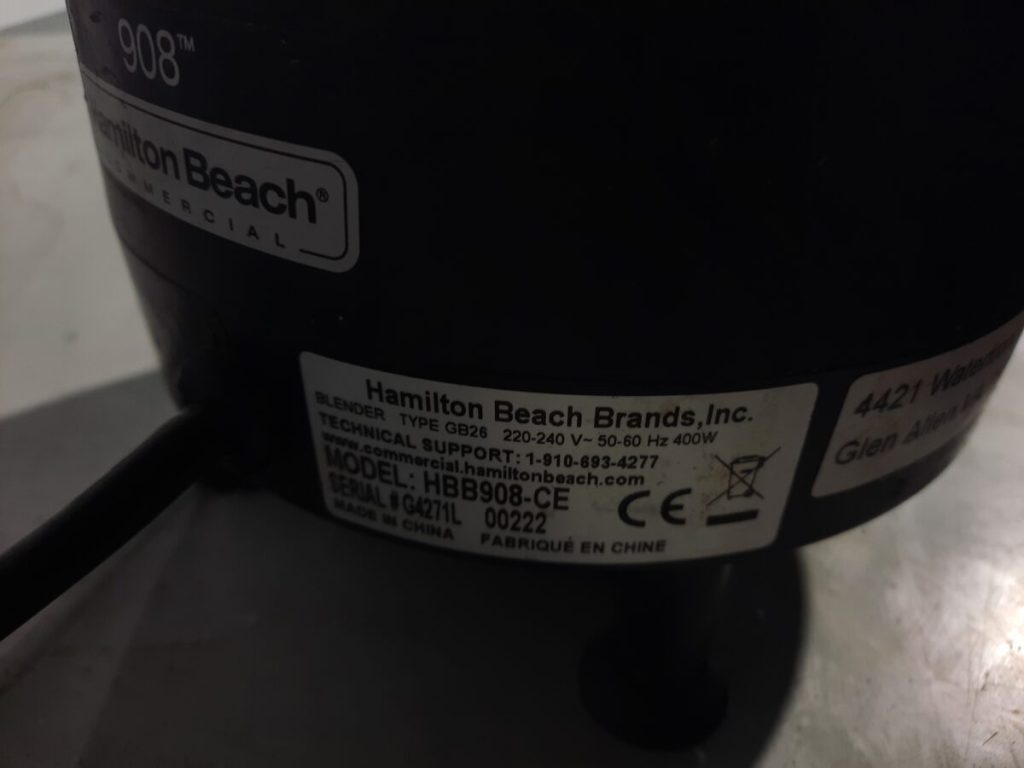 908™
Hamilton Beach®
COMMERCIAL
Hamilton Beach Brands,Inc.
BLENDER TYPE GB26 220-240 V~ 50-60 Hz 400W
TECHNICAL SUPPORT: 1-910-693-4277
www.commercial.hamiltonbeach.com
MODEL: HBB908-CE
SERIAL # G4271L 00222
CE
MADE IN CHINA FABRIQUÉ EN CHINE
4421
Glen Allen